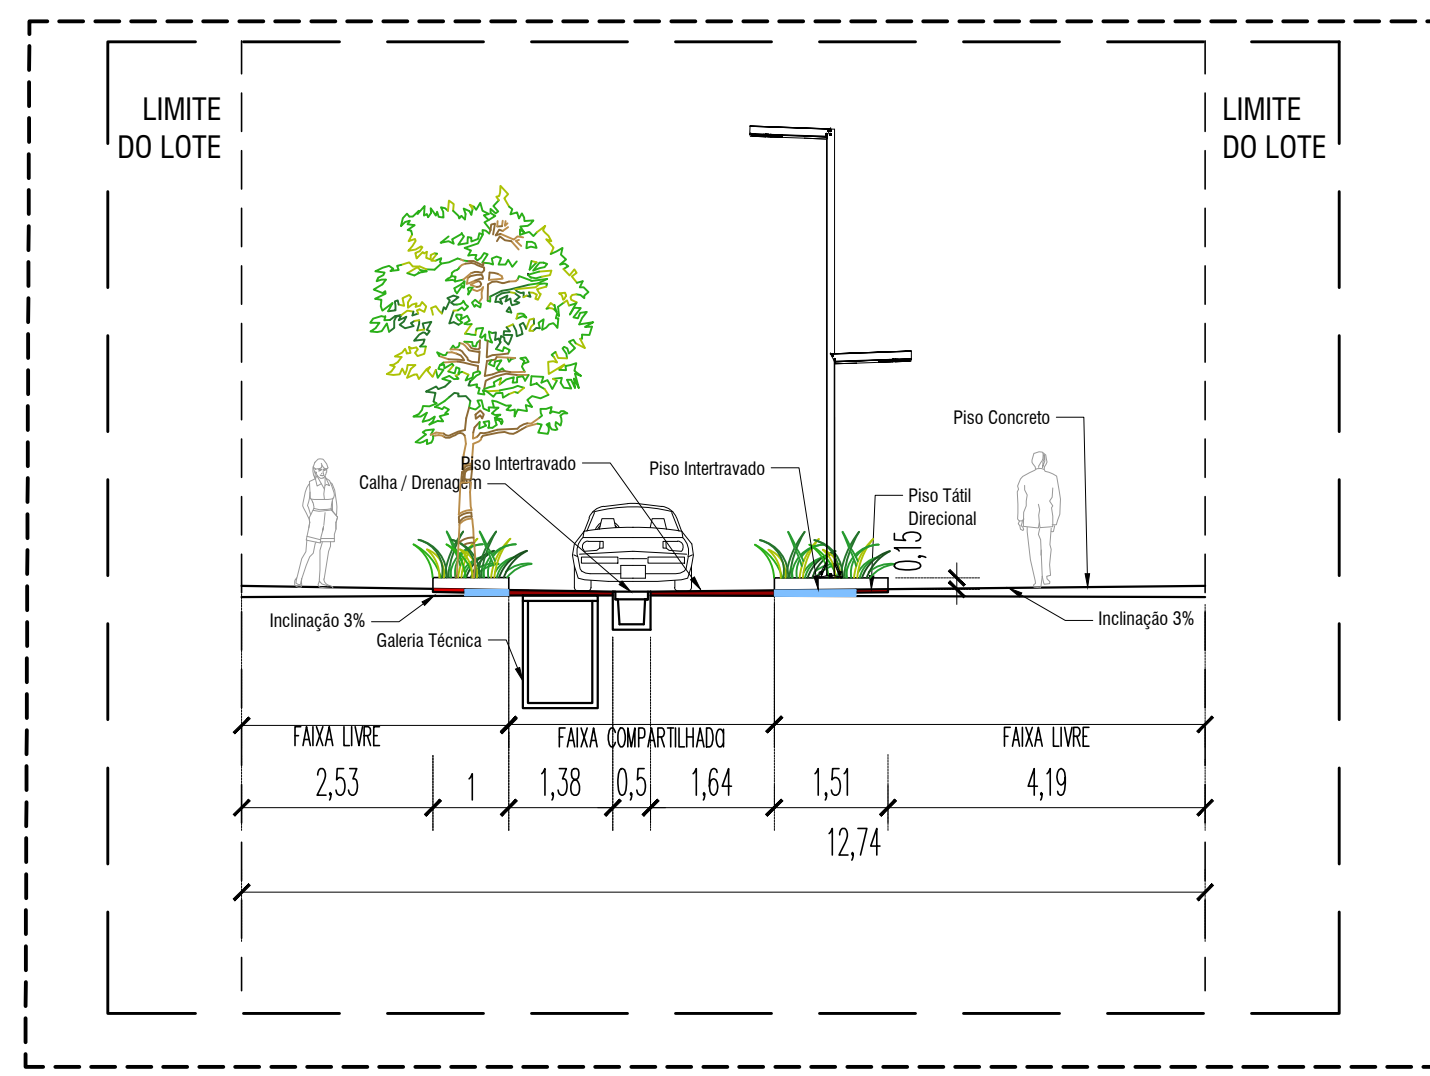 LIMITE
DO LOTE
LIMITE
DO LOTE
Piso Concreto
Piso Intertravado
Piso Intertravado
Calha / Drenagem
Piso Tátil
Direcional
0,15
Inclinação 3%
Inclinação 3%
Galeria Técnica
FAIXA LIVRE
FAIXA COMPARTILHADA
FAIXA LIVRE
2,53
1
1,38
0,5
1,64
1,51
4,19
12,74